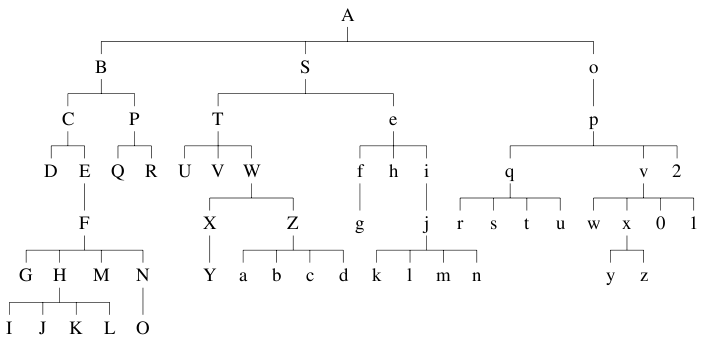 A
B S o
C P T e p
D E Q R U V W f h i q v 2
F X Z g j r s t u w x 0 1
G H M N Y a b c d k l m n y z
I J K L O